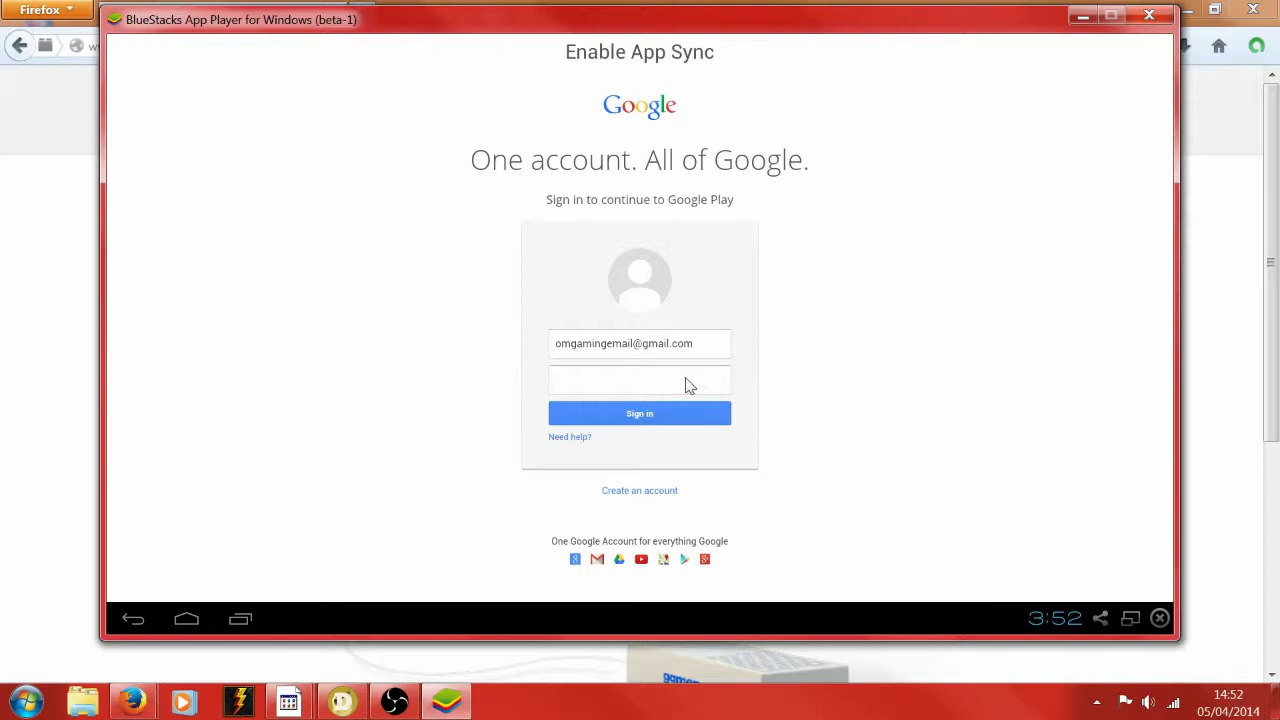 Firefox
BlueStacks App Player for Windows (beta-1)
Enable App Sync
Google
One account. All of Google.
Sign in to continue to Google Play
omgamingemail@gmail.com
Sign in
Need help?
Create an account
One Google Account for everything Google
3:52
14:52
05/04/2014